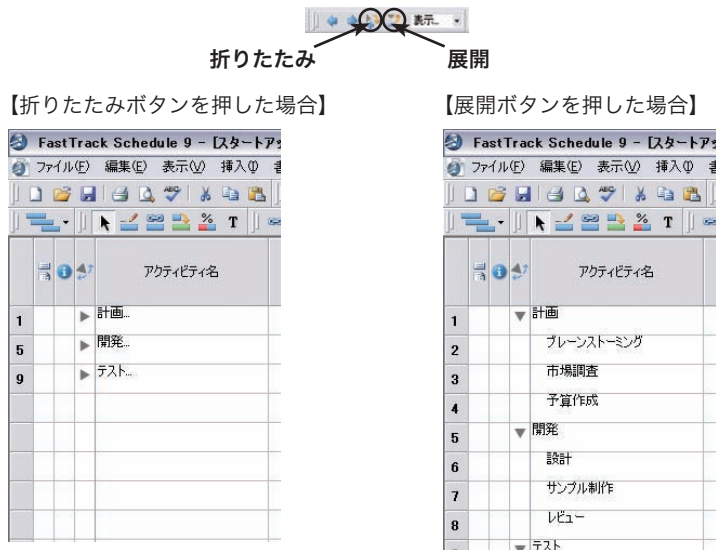 表示...
折りたたみ
展開
【折りたたみボタンを押した場合】
【展開ボタンを押した場合】
FastTrack Schedule 9 - [スタートア
ファイル(F) 編集(E) 表示(V) 挿入(I)
ABC
% T
アクティビティ名
1 計画...
5 開発...
9 テスト...
FastTrack Schedule 9 - [スタートア
ファイル(F) 編集(E) 表示(V) 挿入(I)
ABC
% T
アクティビティ名
1 計画
2 ブレーンストーミング
3 市場調査
4 予算作成
5 開発
6 設計
7 サンプル制作
8 レビュー
テスト